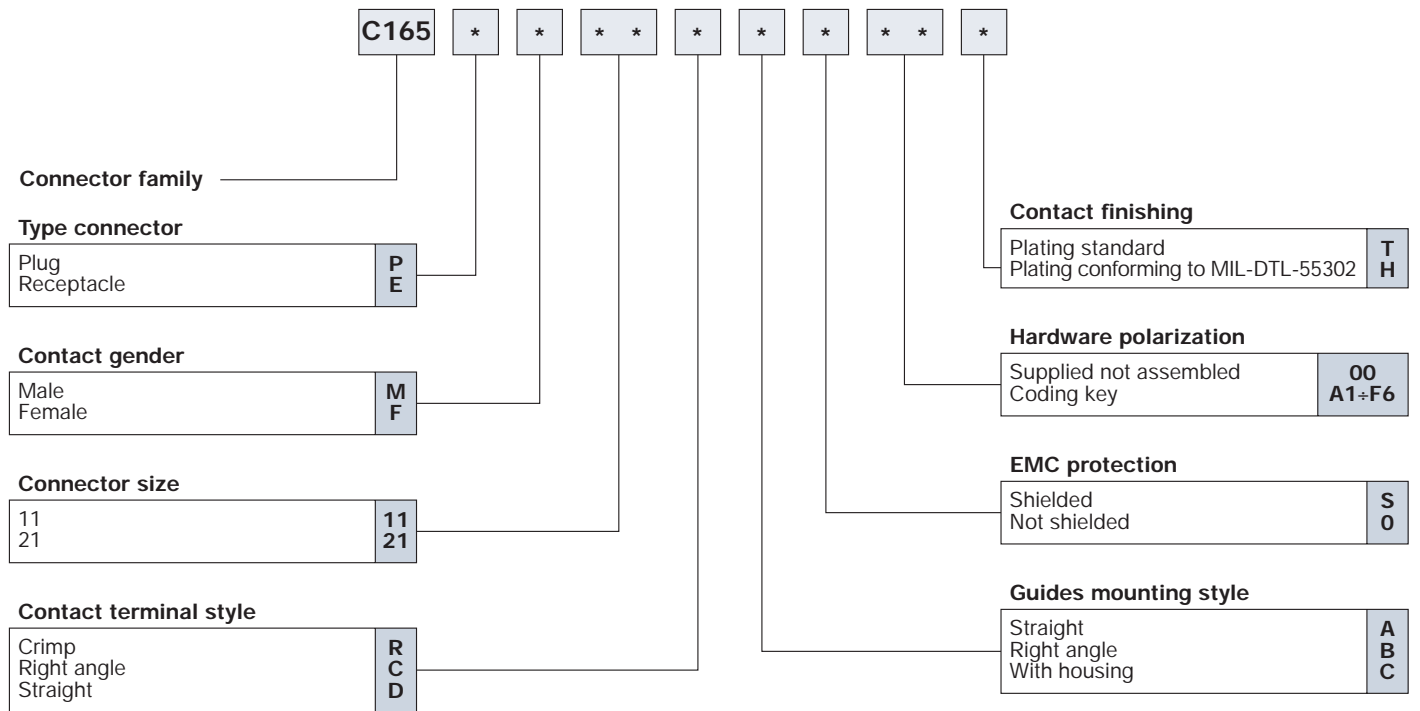 C165 * * * * * * * * * *
Connector family
Type connector
Plug P
Receptacle E
Contact gender
Male M
Female F
Connector size
11 11
21 21
Contact terminal style
Crimp R
Right angle C
Straight D
Contact finishing
Plating standard T
Plating conforming to MIL-DTL-55302 H
Hardware polarization
Supplied not assembled 00
Coding key A1÷F6
EMC protection
Shielded S
Not shielded 0
Guides mounting style
Straight A
Right angle B
With housing C